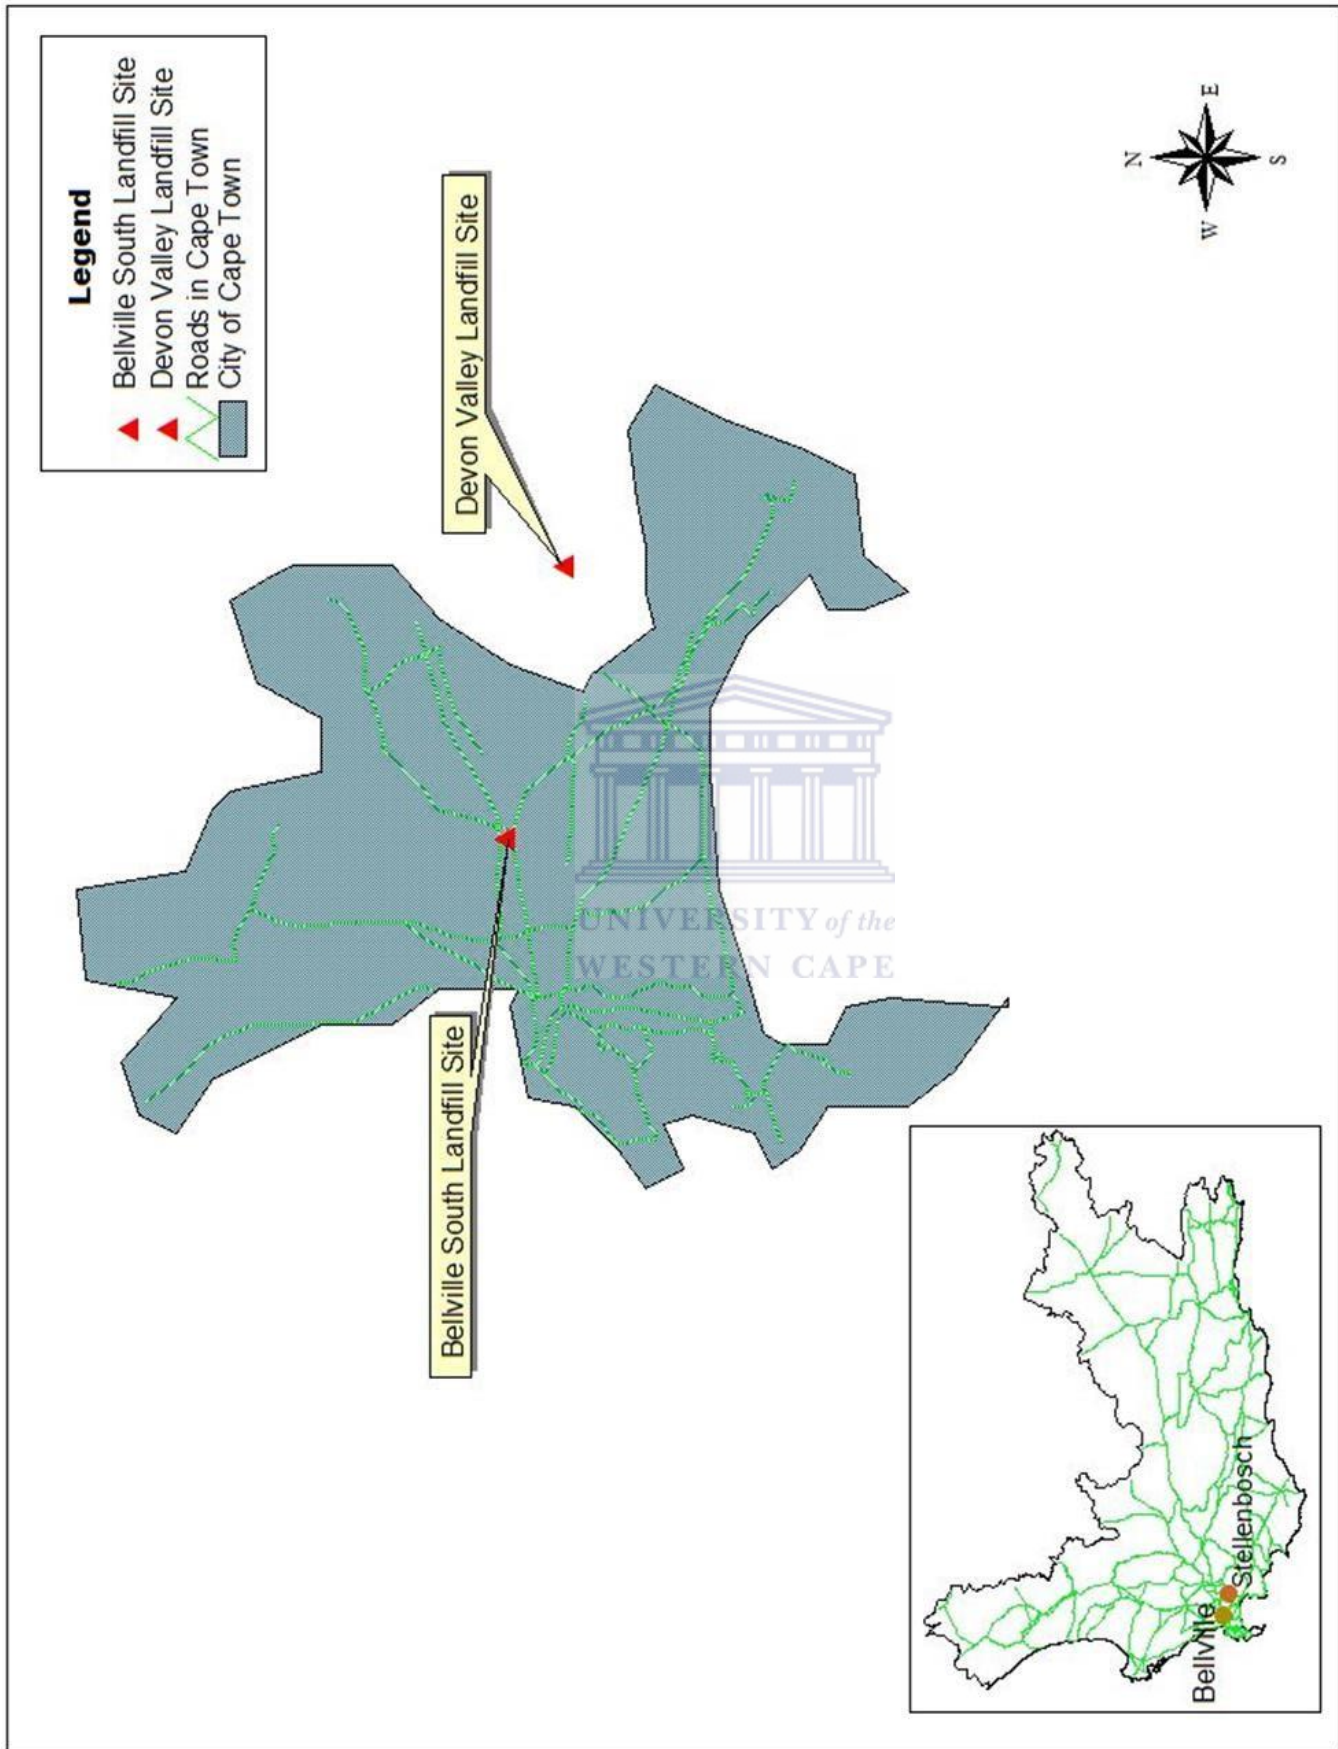 Legend
Bellville South Landfill Site
Devon Valley Landfill Site
Roads in Cape Town
City of Cape Town
Devon Valley Landfill Site
Bellville South Landfill Site
N
W
E
S
UNIVERSITY of the
WESTERN CAPE
Bellville
Stellenbosch